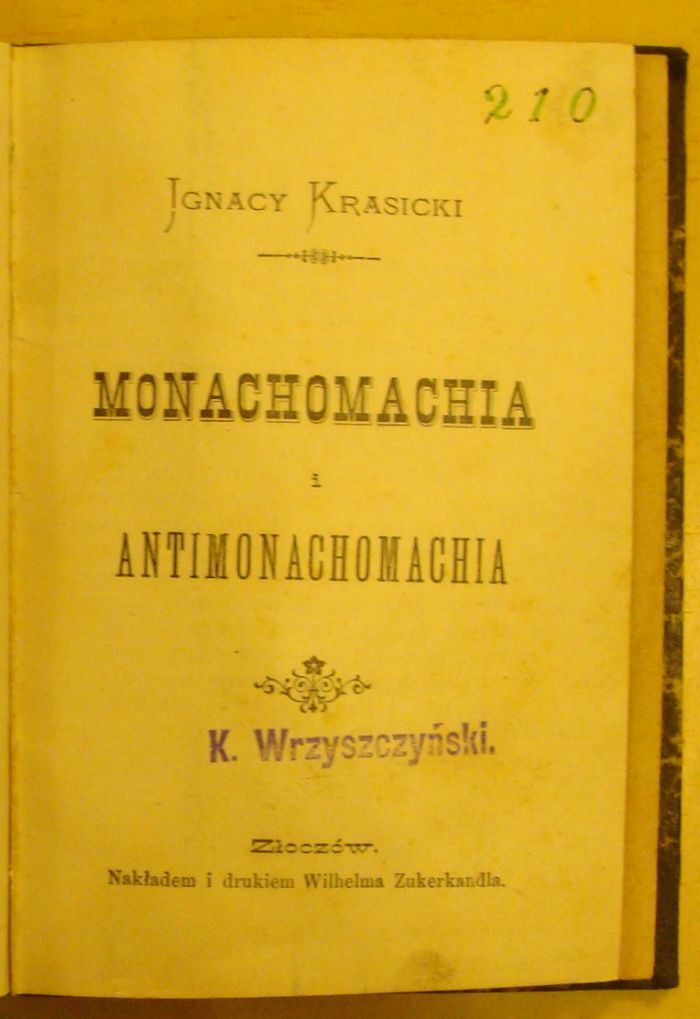 210
IGNACY KRASICKI
MONACHOMACHIA
i
ANTIMONACHOMACHIA
K. Wrzyszczyński.
Złoczów.
Nakładem i drukiem Wilhelma Zukerkandla.